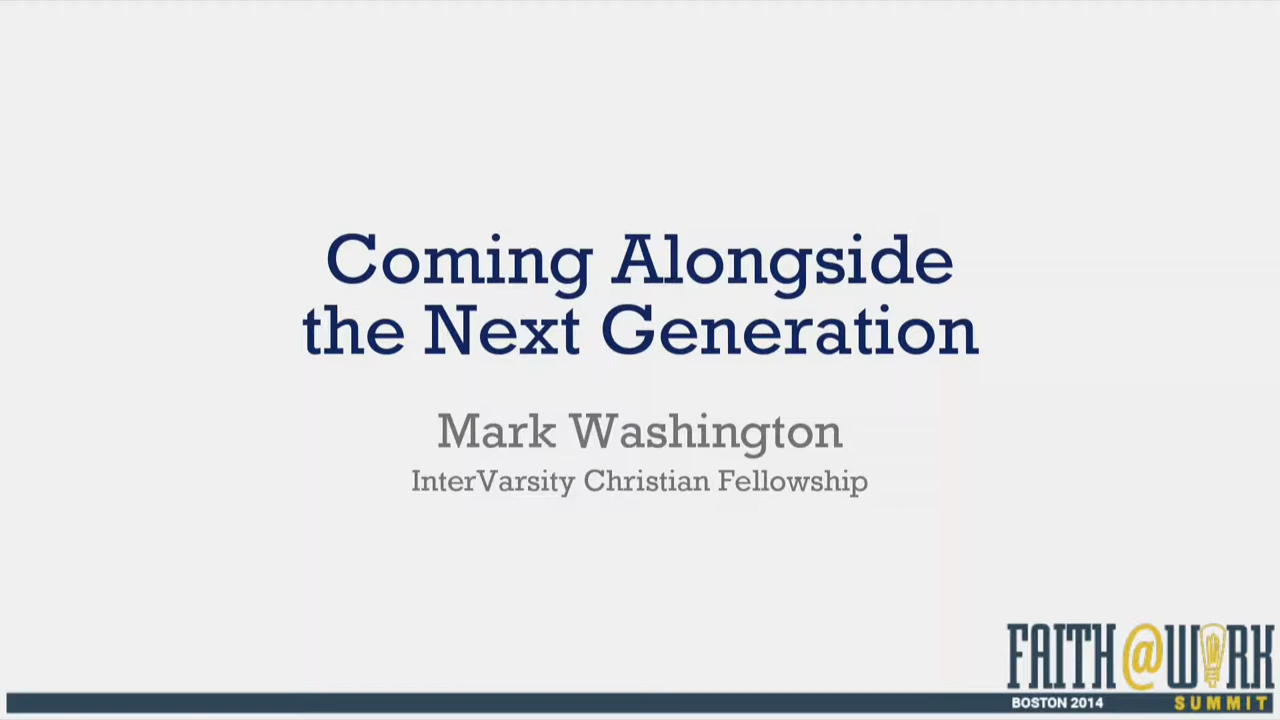 Coming Alongside
the Next Generation
Mark Washington
InterVarsity Christian Fellowship
FAITH@WORK
BOSTON 2014 SUMMIT